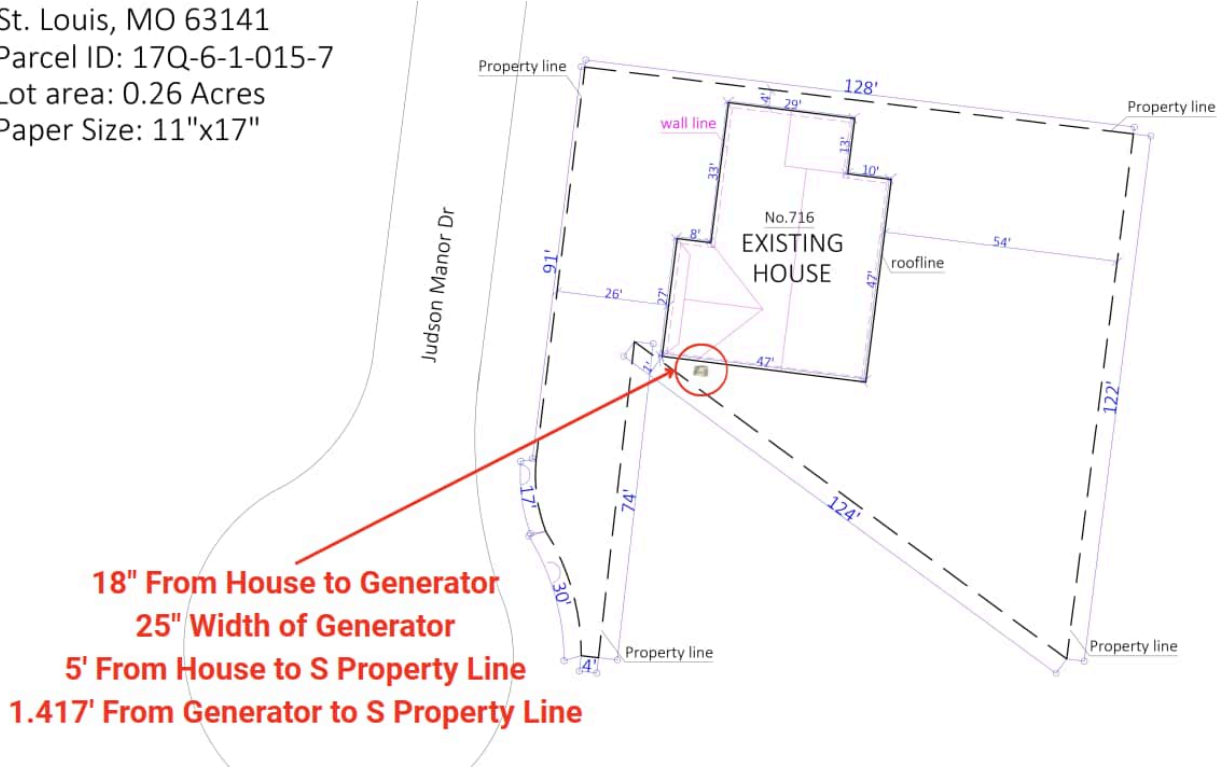 St. Louis, MO 63141
Parcel ID: 17Q-6-1-015-7
Lot area: 0.26 Acres
Paper Size: 11"x17"
Property line
128'
Property line
4'
29'
wall line
13'
10'
33'
No.716
EXISTING
HOUSE
8'
54'
roofline
Judson Manor Dr
91'
26'
27'
47'
47'
1'
122'
17'
74'
124'
18" From House to Generator
30'
25" Width of Generator
Property line
Property line
5' From House to S Property Line
4'
1.417' From Generator to S Property Line